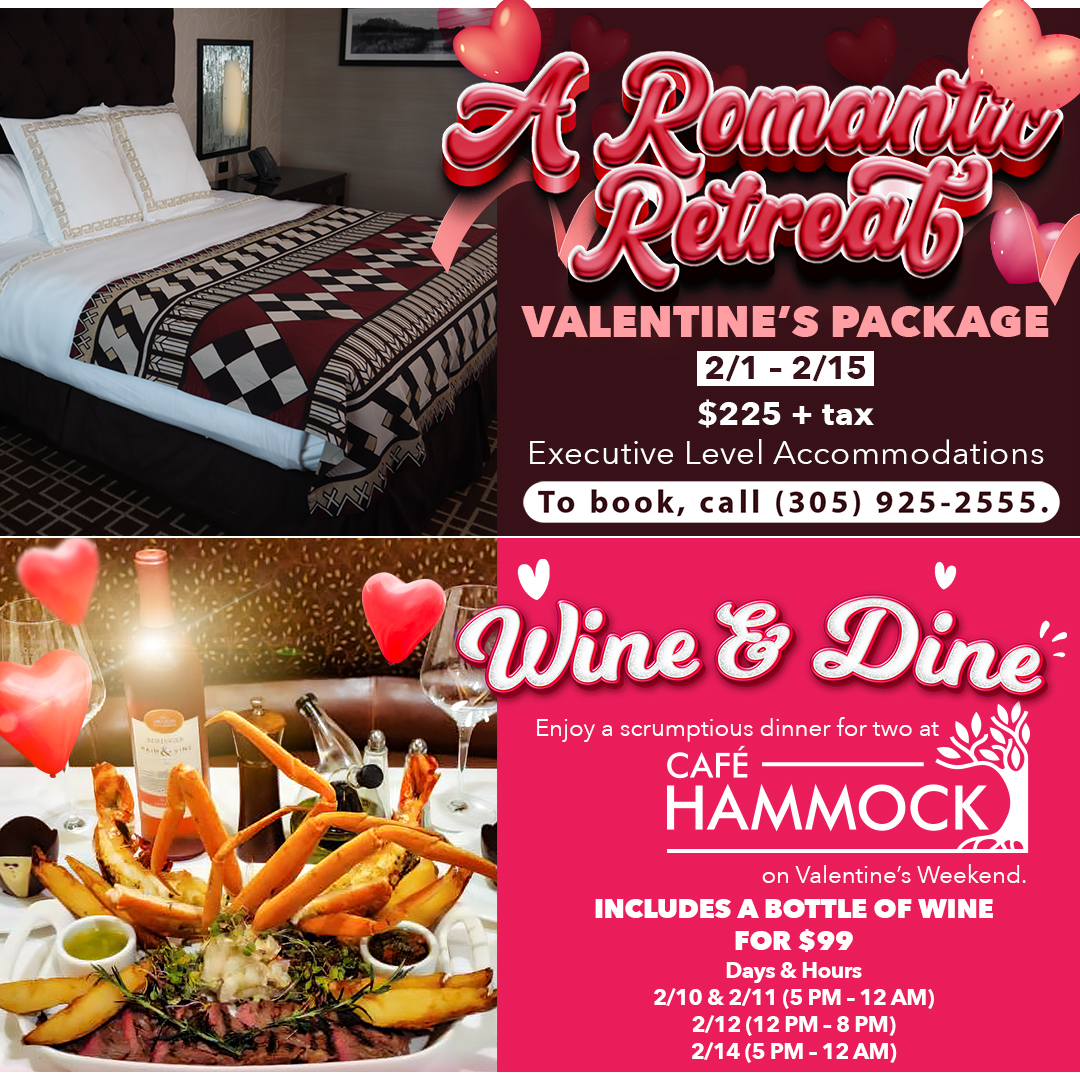 A Romantic
Retreat
VALENTINE'S PACKAGE
2/1 - 2/15
$225 + tax
Executive Level Accommodations
To book, call (305) 925-2555.
Wine & Dine
Enjoy a scrumptious dinner for two at
CAFÉ
HAMMOCK
on Valentine's Weekend.
INCLUDES A BOTTLE OF WINE
FOR $99
Days & Hours
2/10 & 2/11 (5 PM – 12 AM)
2/12 (12 PM – 8 PM)
2/14 (5 PM – 12 AM)
BERINGER
MAIN & VINE